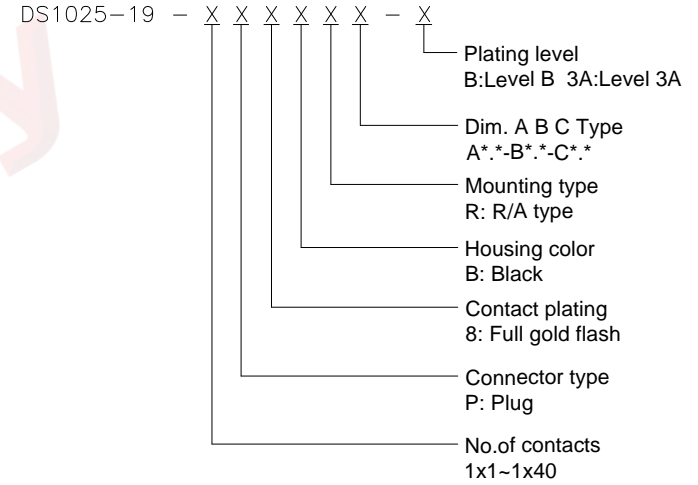 DS1025-19 - X X X X X X - X
Plating level
B:Level B 3A:Level 3A
Dim. A B C Type
A*.*-B*.*-C*.*
Mounting type
R: R/A type
Housing color
B: Black
Contact plating
8: Full gold flash
Connector type
P: Plug
No.of contacts
1x1~1x40